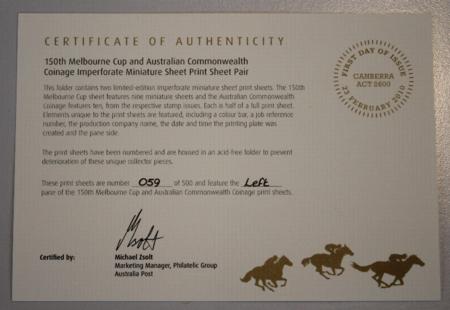 CERTIFICATE OF AUTHENTICITY
150th Melbourne Cup and Australian Commonwealth
Coinage Imperforate Miniature Sheet Print Sheet Pair
This folder contains two limited-edition imperforate miniature sheet print sheets. The 150th
Melbourne Cup sheet features nine miniature sheets and the Australian Commonwealth
Coinage features ten, from the respective stamp issues. Each is half of a full print sheet.
Elements unique to the print sheets are featured, including a colour bar, a job reference
number, the production company name, the date and time the printing plate was
created and the pane side.
The print sheets have been numbered and are housed in an acid-free folder to prevent
deterioration of these unique collector pieces.
These print sheets are number 059 of 500 and feature the Left
pane of the 150th Melbourne Cup and Australian Commonwealth Coinage print sheets.
FIRST DAY OF ISSUE
CANBERRA
ACT 2600
23 FEBRUARY 2010
MZsolt
Certified by:
Michael Zsolt
Marketing Manager, Philatelic Group
Australia Post